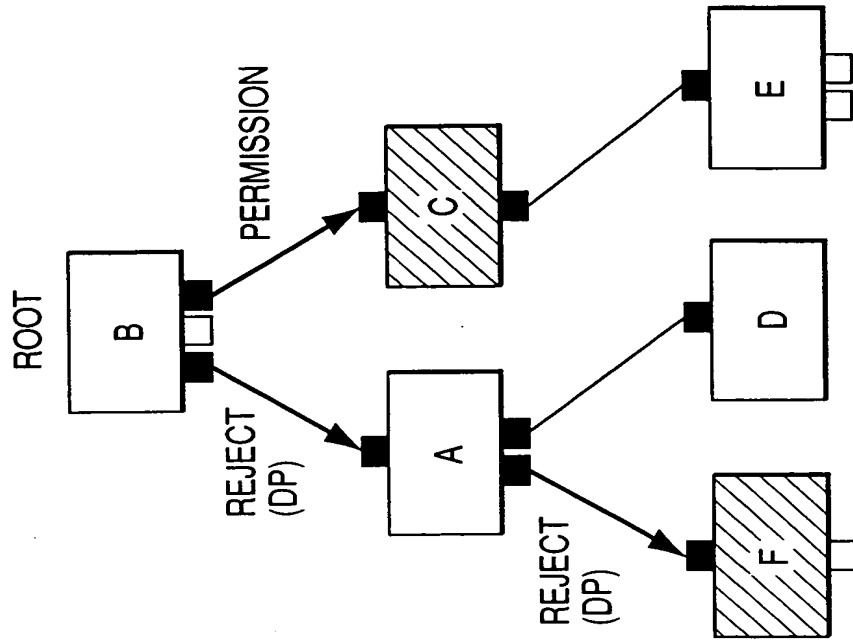 ROOT
B
REJECT
(DP)
PERMISSION
A
C
REJECT
(DP)
F
D
E